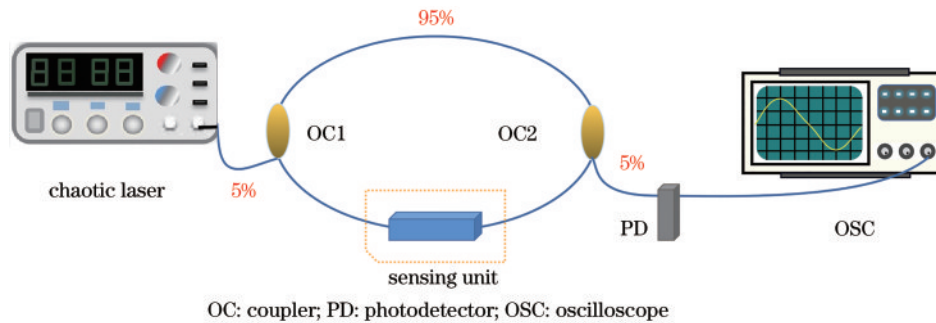 95%
OC1
OC2
5%
5%
chaotic laser
PD
OSC
sensing unit
OC: coupler; PD: photodetector; OSC: oscilloscope